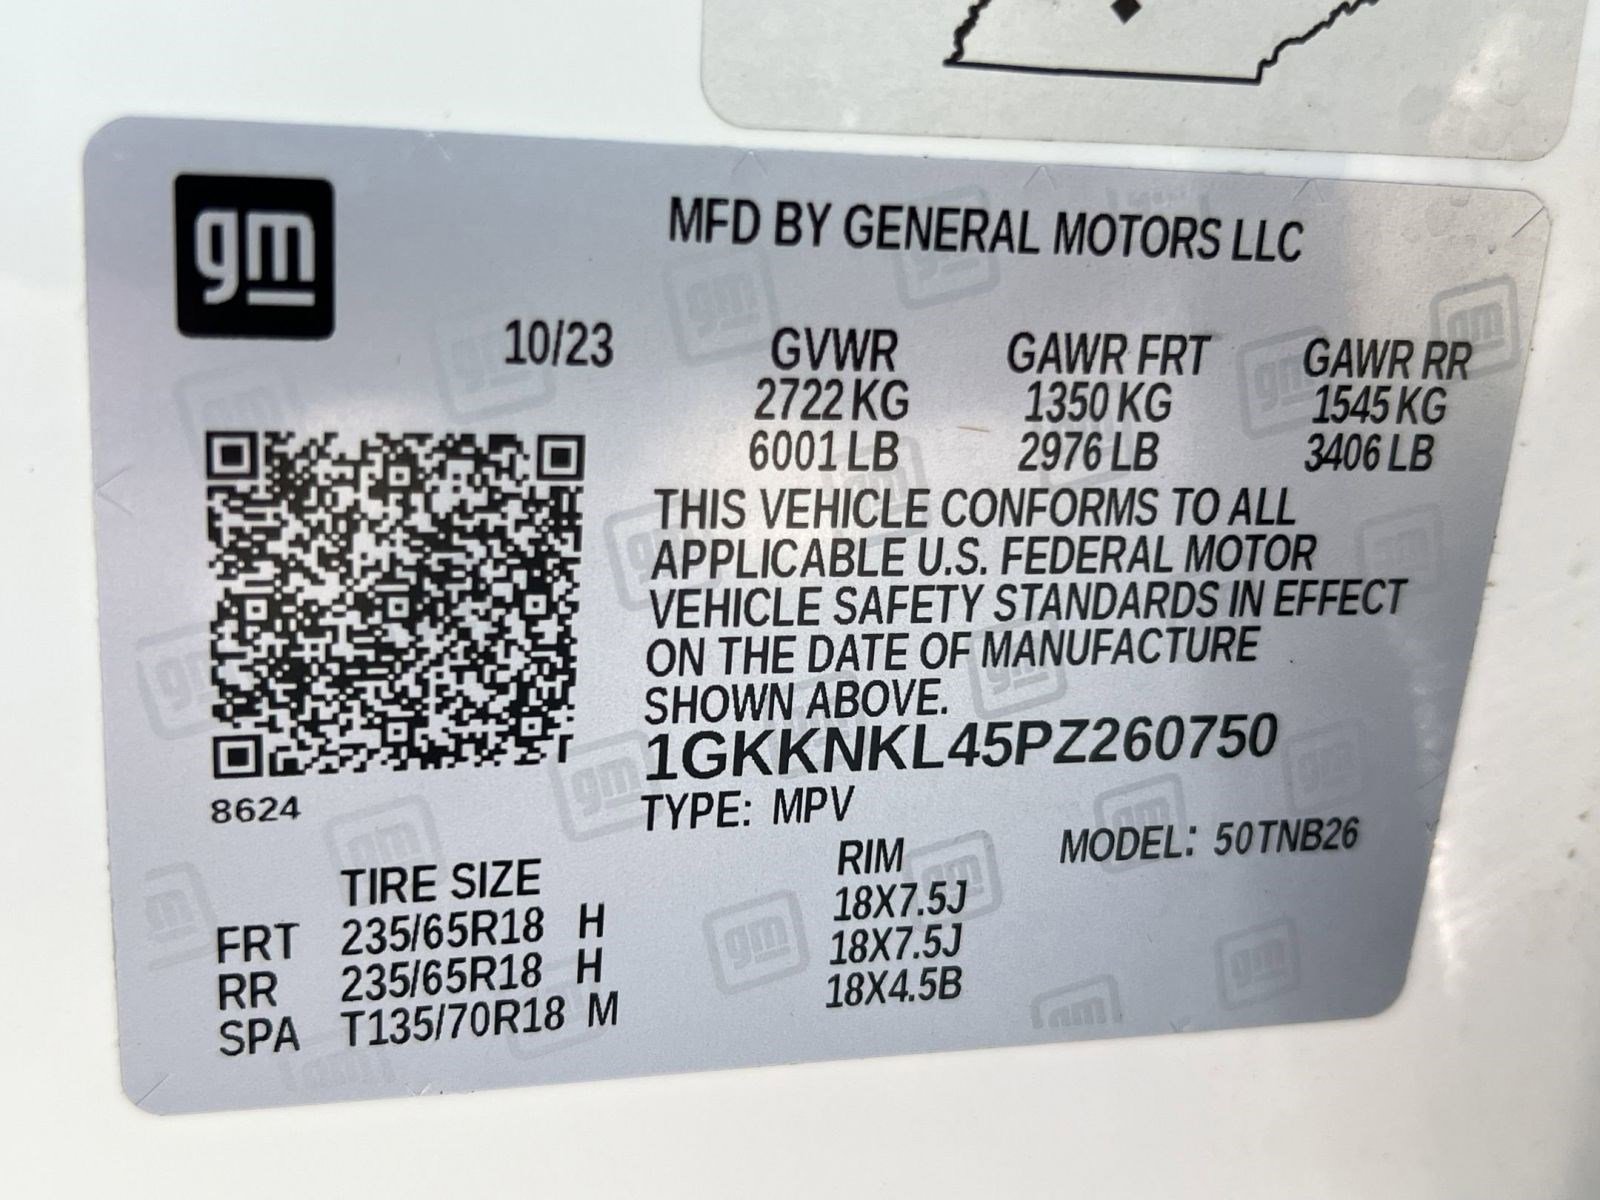 gm
MFD BY GENERAL MOTORS LLC
10/23 GVWR GAWR FRT GAWR RR
2722 KG 1350 KG 1545 KG
6001 LB 2976 LB 3406 LB
THIS VEHICLE CONFORMS TO ALL
APPLICABLE U.S. FEDERAL MOTOR
VEHICLE SAFETY STANDARDS IN EFFECT
ON THE DATE OF MANUFACTURE
SHOWN ABOVE.
1GKKNKL45PZ260750
8624
TYPE: MPV MODEL: 50TNB26
TIRE SIZE RIM
FRT 235/65R18 H 18X7.5J
RR 235/65R18 H 18X7.5J
SPA T135/70R18 M 18X4.5B